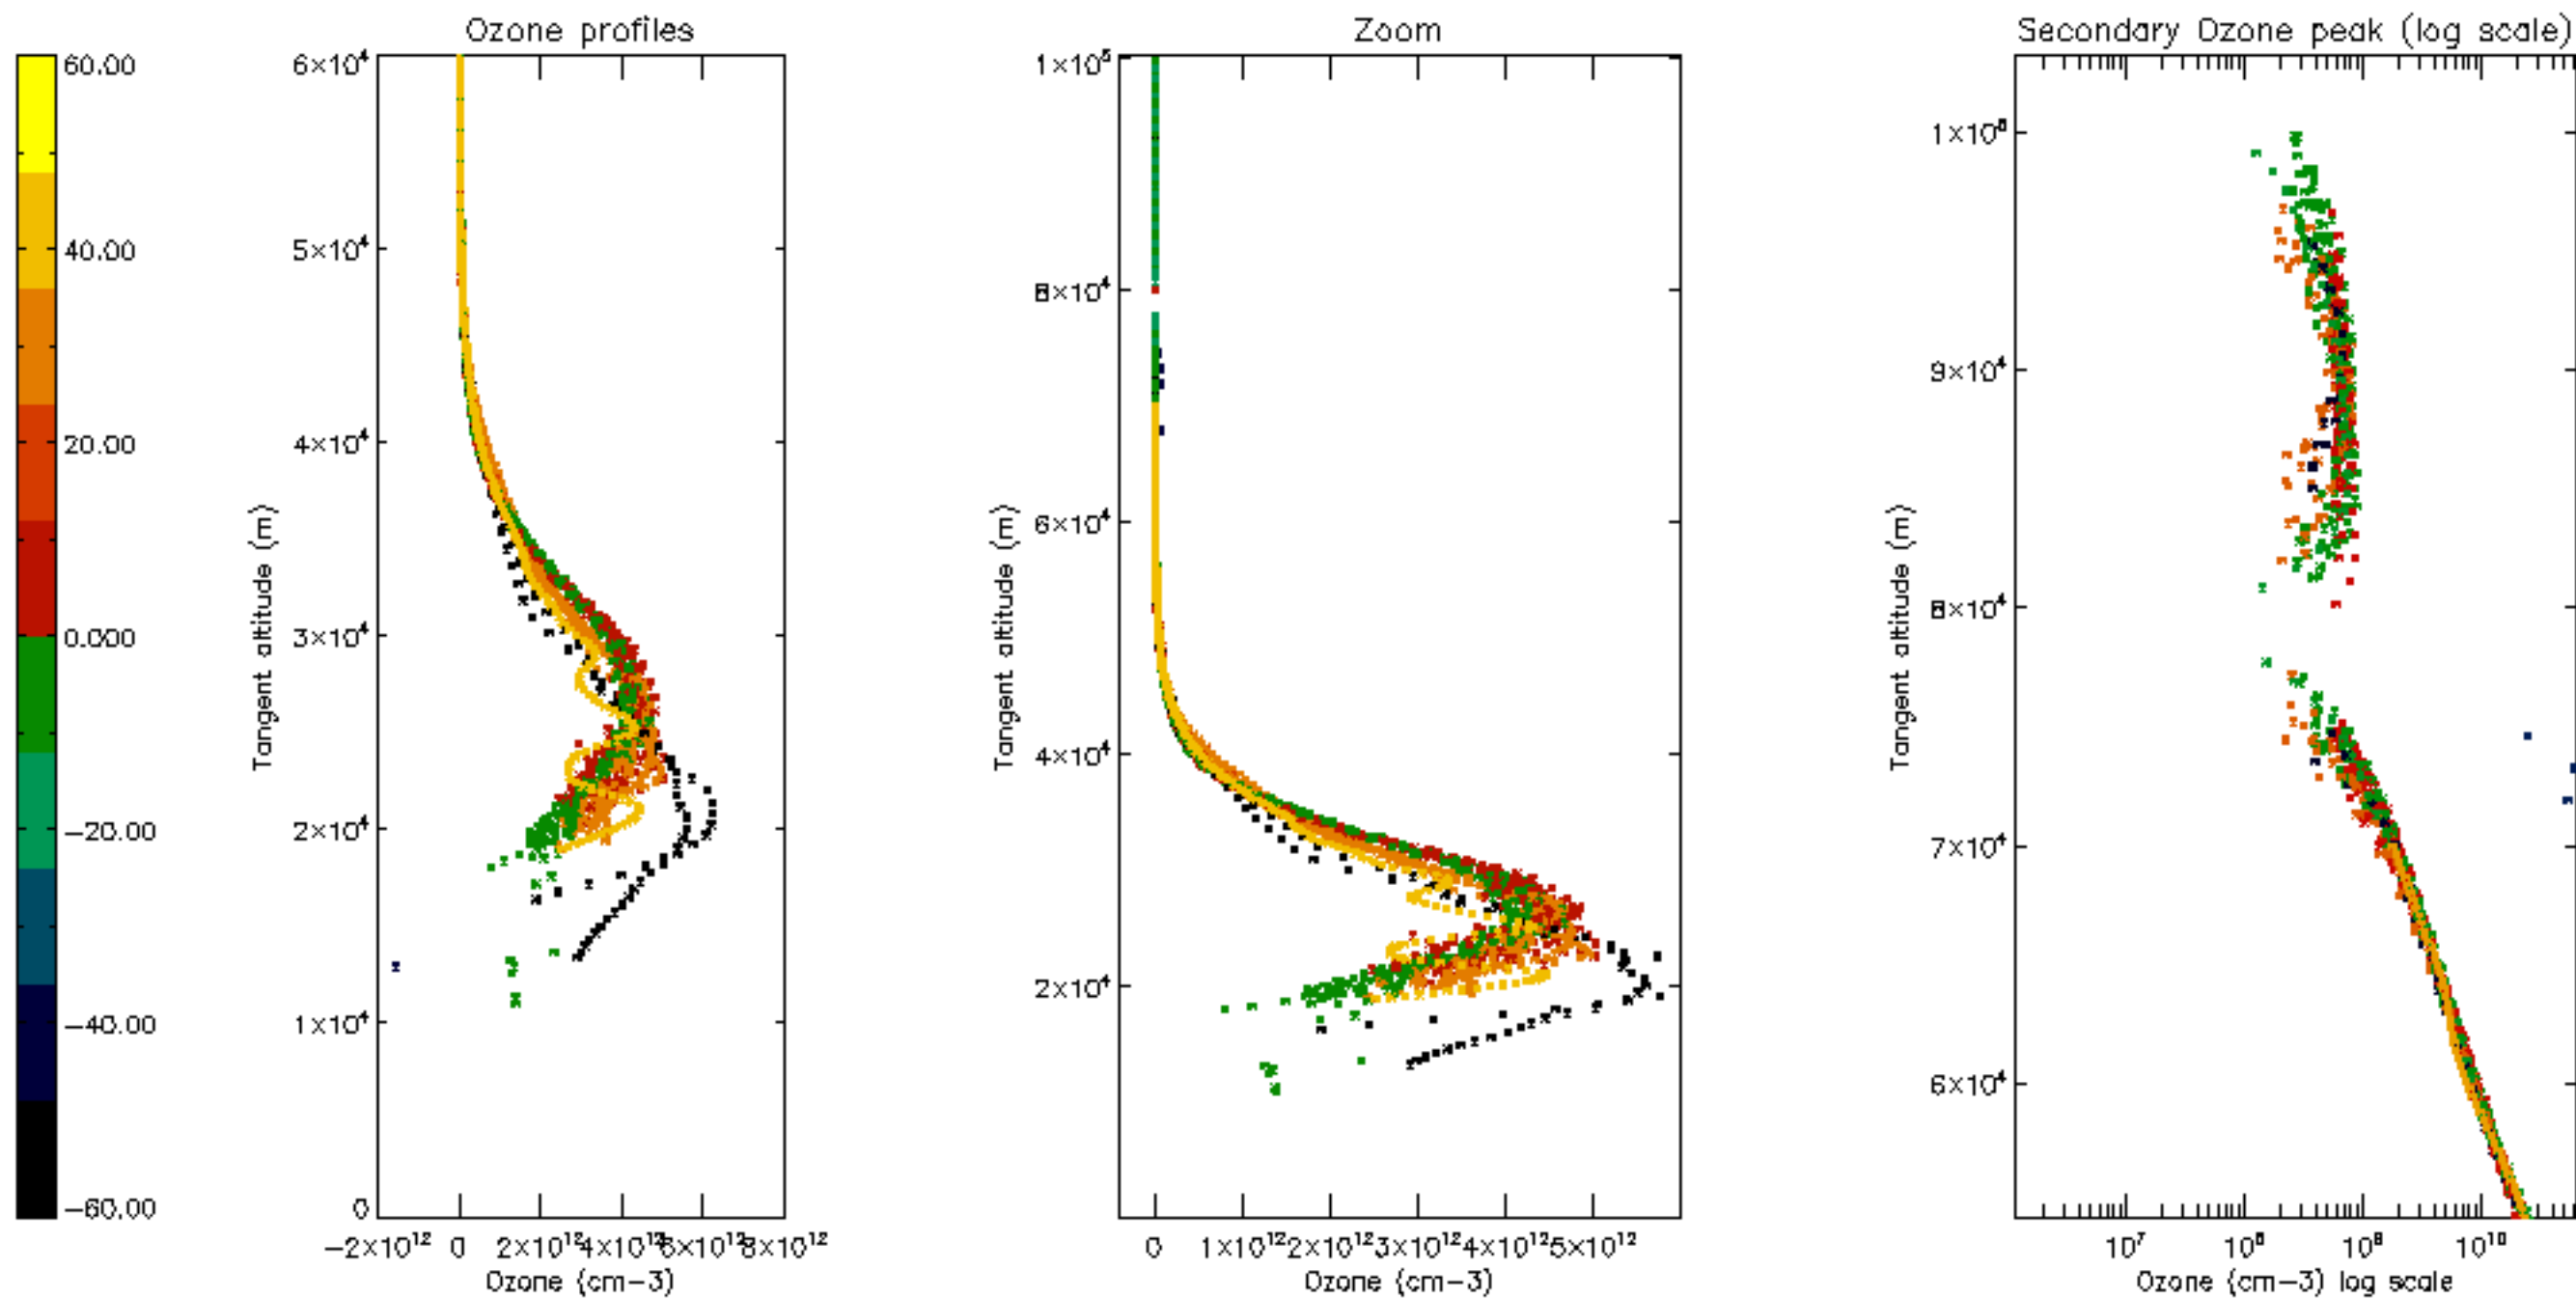 Ozone profiles
Zoom
Secondary Ozone peak (log scale)
60.00
40.00
20.00
0.000
-20.00
-40.00
-60.00
6×10⁴
5×10⁴
4×10⁴
3×10⁴
2×10⁴
1×10⁴
0
Tangent altitude (m)
-2×10¹² 0 2×10¹² 4×10¹² 6×10¹² 8×10¹²
Ozone (cm-3)
1×10⁵
8×10⁴
6×10⁴
4×10⁴
2×10⁴
Tangent altitude (m)
0 1×10¹² 2×10¹² 3×10¹² 4×10¹² 5×10¹²
Ozone (cm-3)
1×10⁵
9×10⁴
8×10⁴
7×10⁴
6×10⁴
Tangent altitude (m)
10⁷ 10⁸ 10⁹ 10¹⁰
Ozone (cm-3) log scale